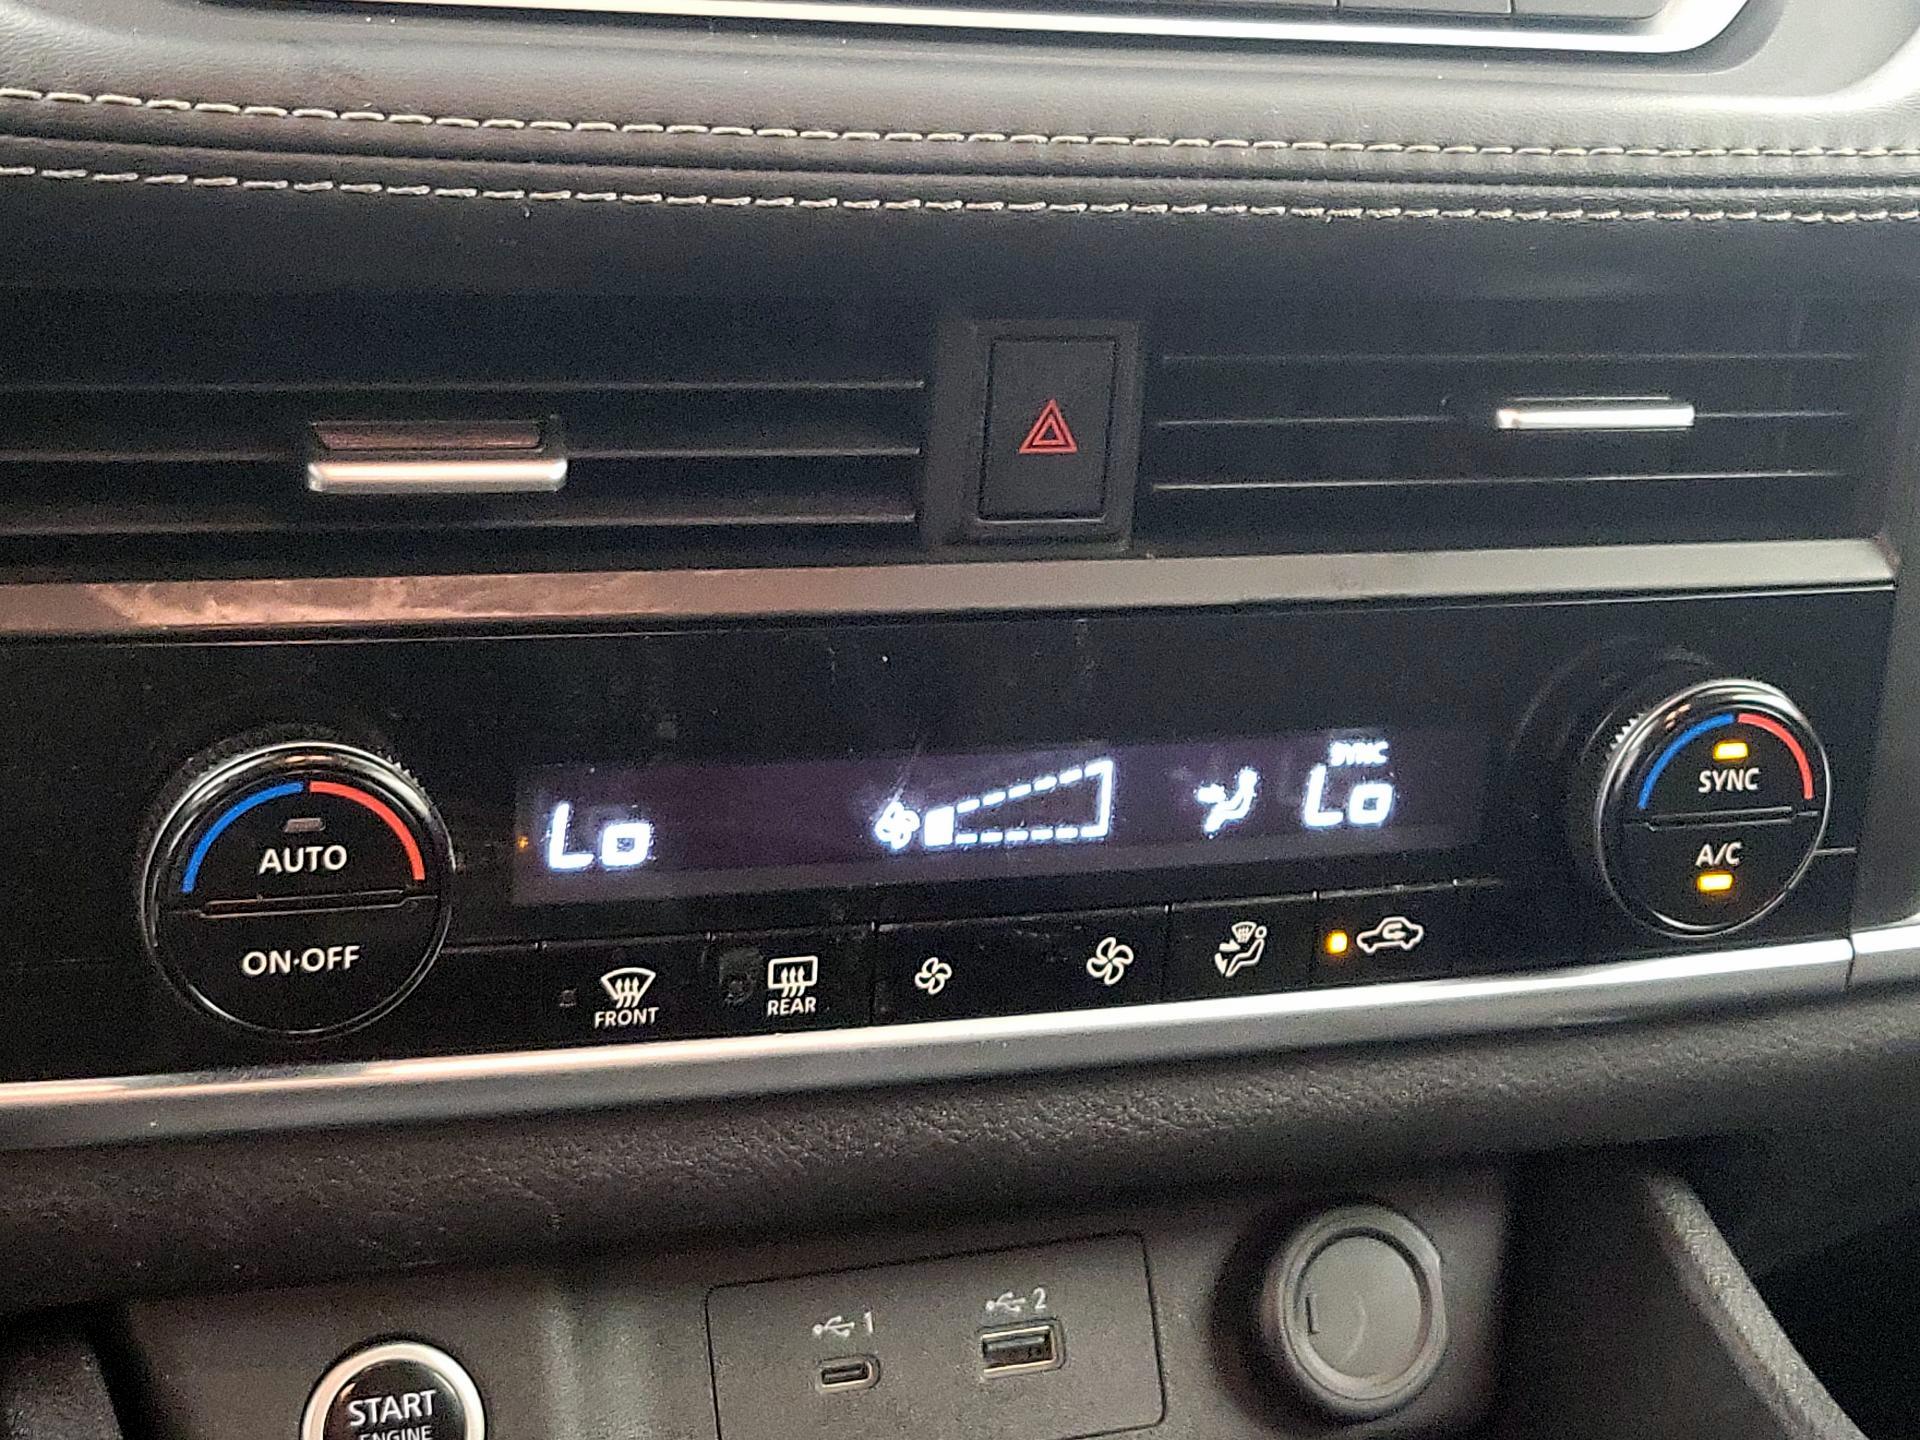 SYNC
Lo
Lo
SYNC
A/C
AUTO
ON·OFF
FRONT
REAR
1
2
START
ENGINE